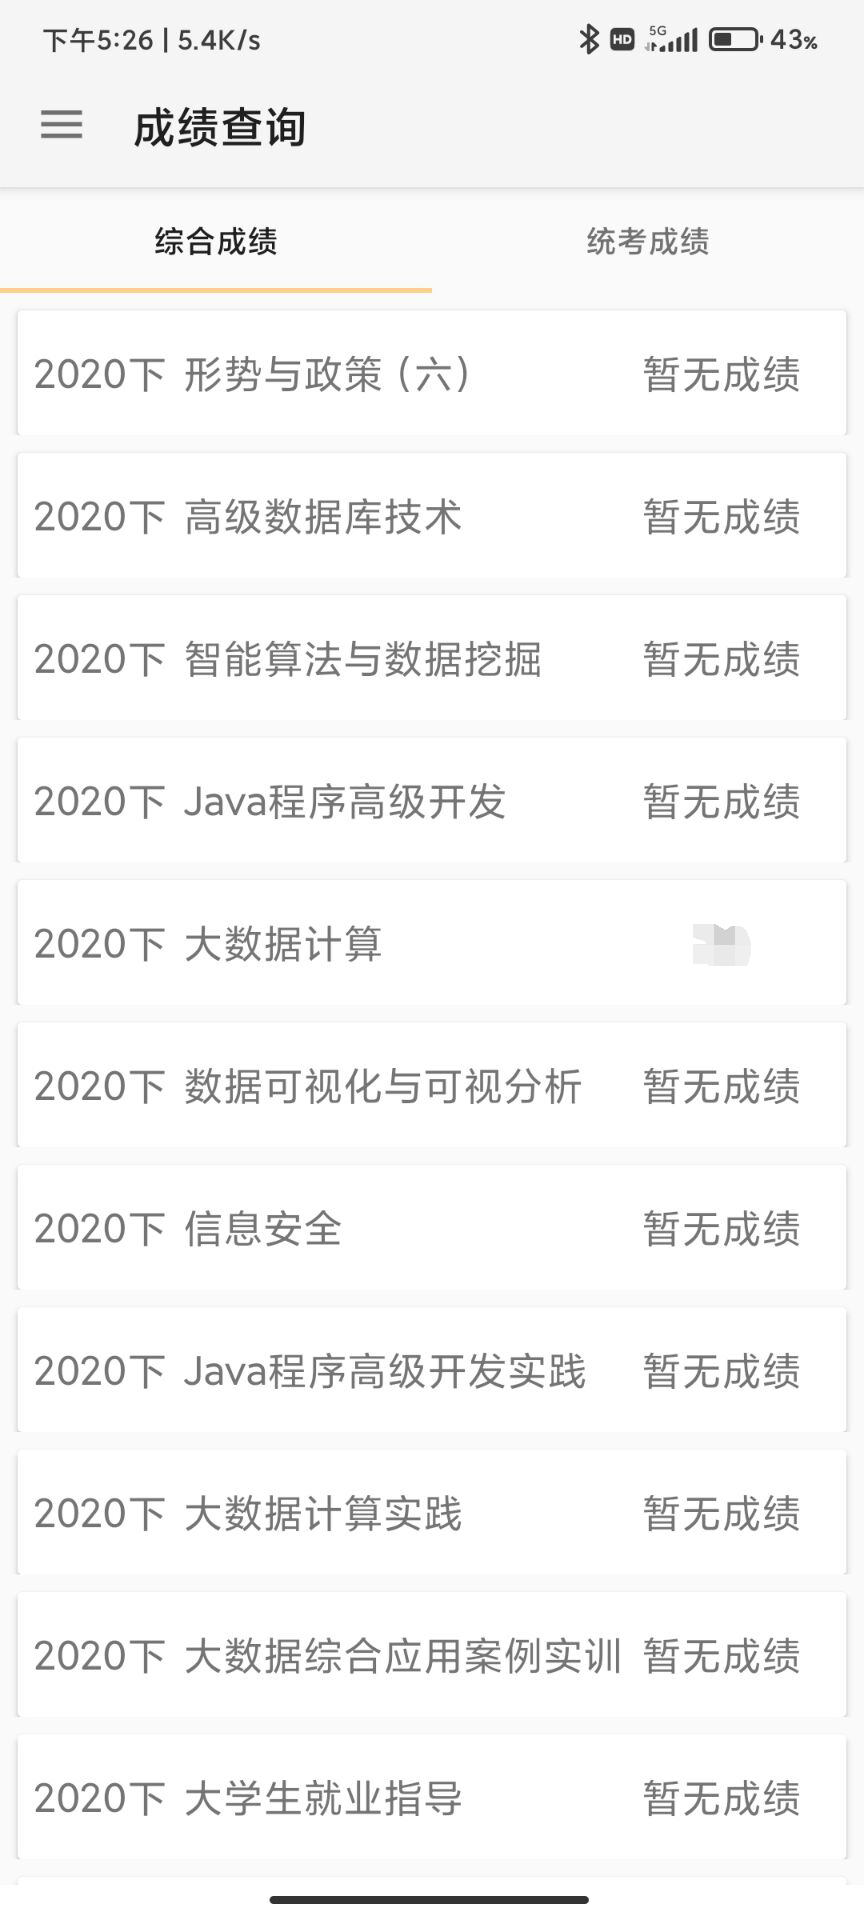 下午5:26 | 5.4K/s HD 5G 43%
成绩查询
综合成绩 统考成绩
2020下 形势与政策（六） 暂无成绩
2020下 高级数据库技术 暂无成绩
2020下 智能算法与数据挖掘 暂无成绩
2020下 Java程序高级开发 暂无成绩
2020下 大数据计算
2020下 数据可视化与可视分析 暂无成绩
2020下 信息安全 暂无成绩
2020下 Java程序高级开发实践 暂无成绩
2020下 大数据计算实践 暂无成绩
2020下 大数据综合应用案例实训 暂无成绩
2020下 大学生就业指导 暂无成绩